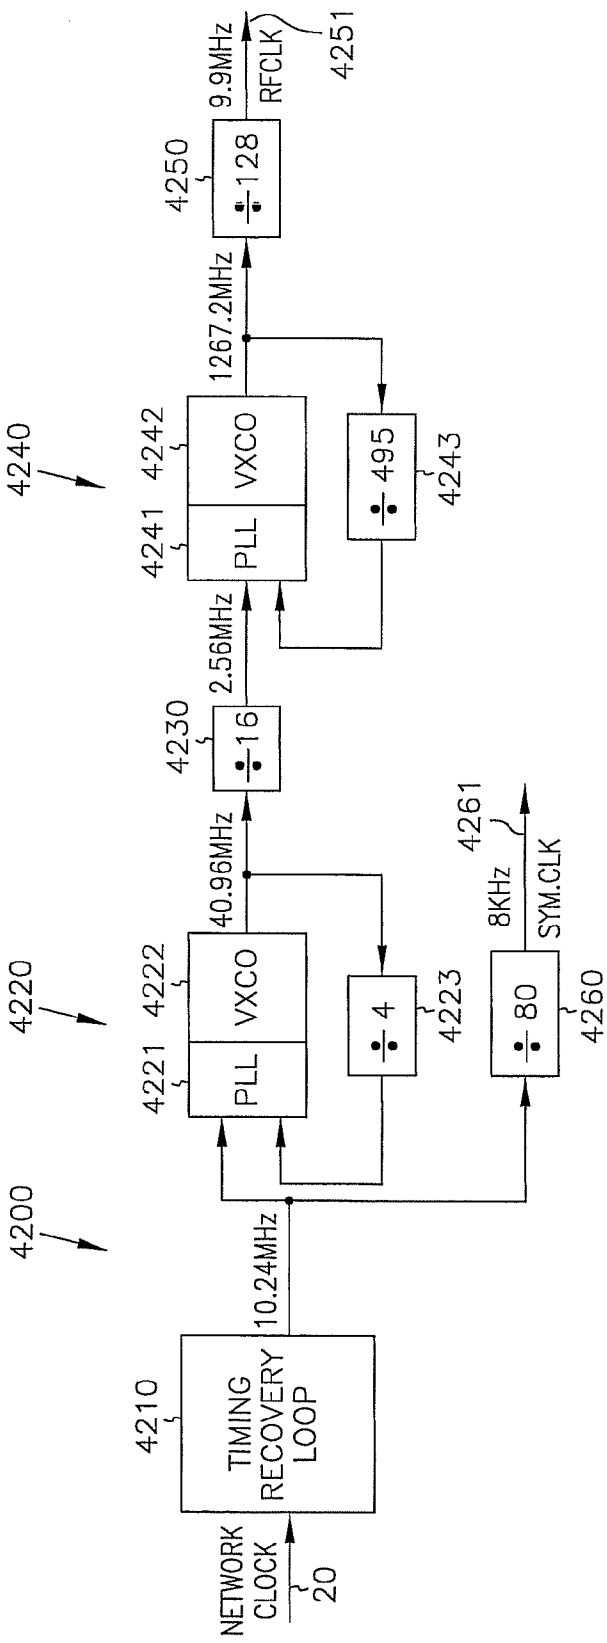 4200
4220
4240
NETWORK
CLOCK
20
4210
TIMING
RECOVERY
LOOP
10.24MHz
4221
4222
PLL
VXCO
÷ 4
4223
40.96MHz
4230
÷16
2.56MHz
4241
4242
PLL
VXCO
÷ 495
4243
1267.2MHz
4250
÷128
9.9MHz
RFCLK
4251
÷ 80
4260
8KHz
SYM.CLK
4261